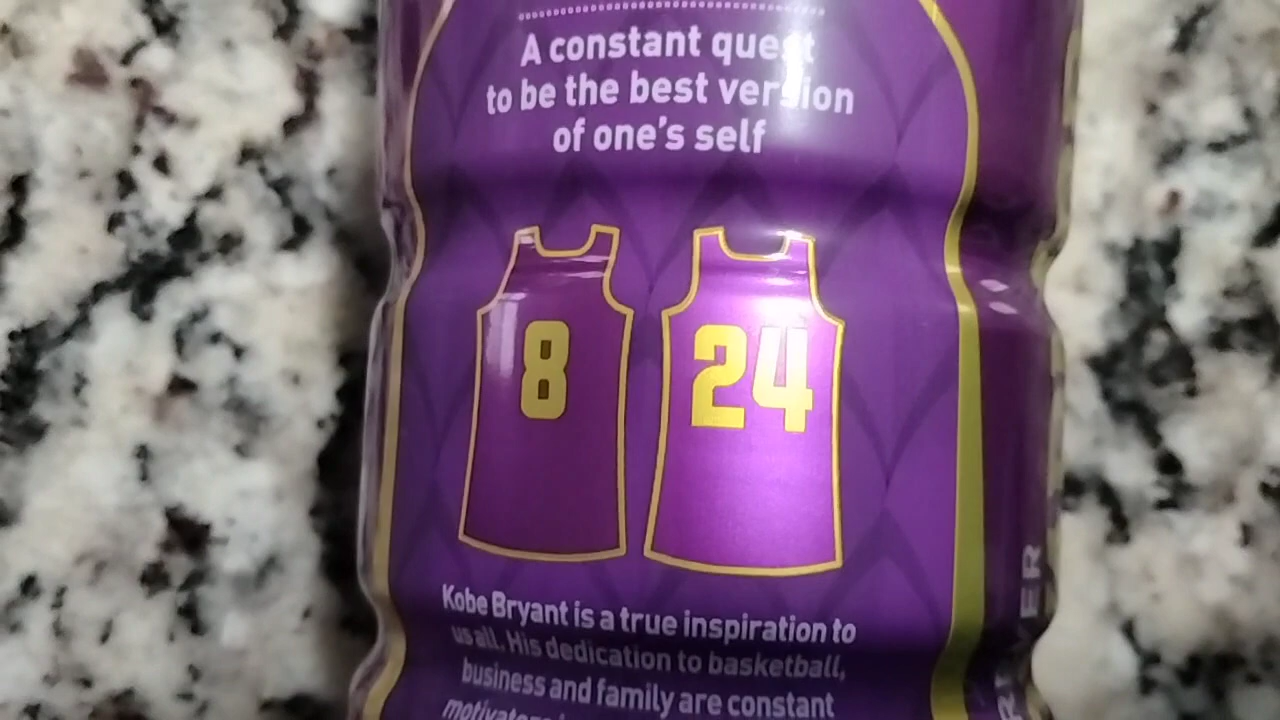 A constant quest
to be the best version
of one's self
8
24
Kobe Bryant is a true inspiration to
us all. His dedication to basketball,
business and family are constant